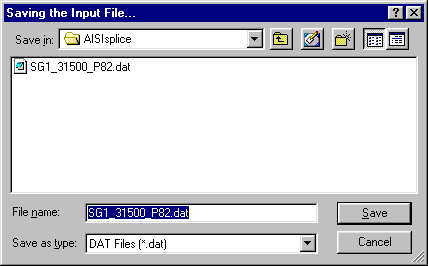 Saving the Input File...
Save in: AISIsplice
SG1_31500_P82.dat
File name: SG1_31500_P82.dat Save
Save as type: DAT Files (*.dat) Cancel